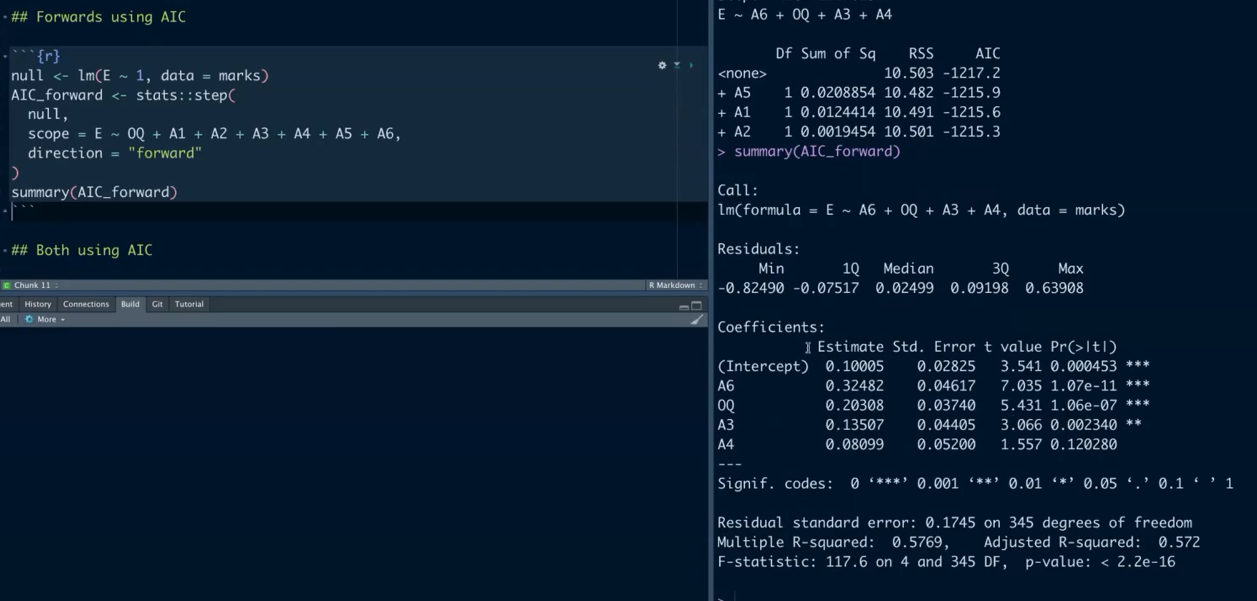 ## Forwards using AIC
```{r}
null <- lm(E ~ 1, data = marks)
AIC_forward <- stats::step(
null,
scope = E ~ OQ + A1 + A2 + A3 + A4 + A5 + A6,
direction = "forward"
)
summary(AIC_forward)
```
## Both using AIC
Chunk 11
R Markdown
ent History Connections Build Git Tutorial
All More
E ~ A6 + OQ + A3 + A4
Df Sum of Sq RSS AIC
<none> 10.503 -1217.2
+ A5 1 0.0208854 10.482 -1215.9
+ A1 1 0.0124414 10.491 -1215.6
+ A2 1 0.0019454 10.501 -1215.3
> summary(AIC_forward)
Call:
lm(formula = E ~ A6 + OQ + A3 + A4, data = marks)
Residuals:
Min 1Q Median 3Q Max
-0.82490 -0.07517 0.02499 0.09198 0.63908
Coefficients:
Estimate Std. Error t value Pr(>|t|)
(Intercept) 0.10005 0.02825 3.541 0.000453 ***
A6 0.32482 0.04617 7.035 1.07e-11 ***
OQ 0.20308 0.03740 5.431 1.06e-07 ***
A3 0.13507 0.04405 3.066 0.002340 **
A4 0.08099 0.05200 1.557 0.120280
---
Signif. codes: 0 ‘***’ 0.001 ‘**’ 0.01 ‘*’ 0.05 ‘.’ 0.1 ‘ ’ 1
Residual standard error: 0.1745 on 345 degrees of freedom
Multiple R-squared: 0.5769, Adjusted R-squared: 0.572
F-statistic: 117.6 on 4 and 345 DF, p-value: < 2.2e-16
>